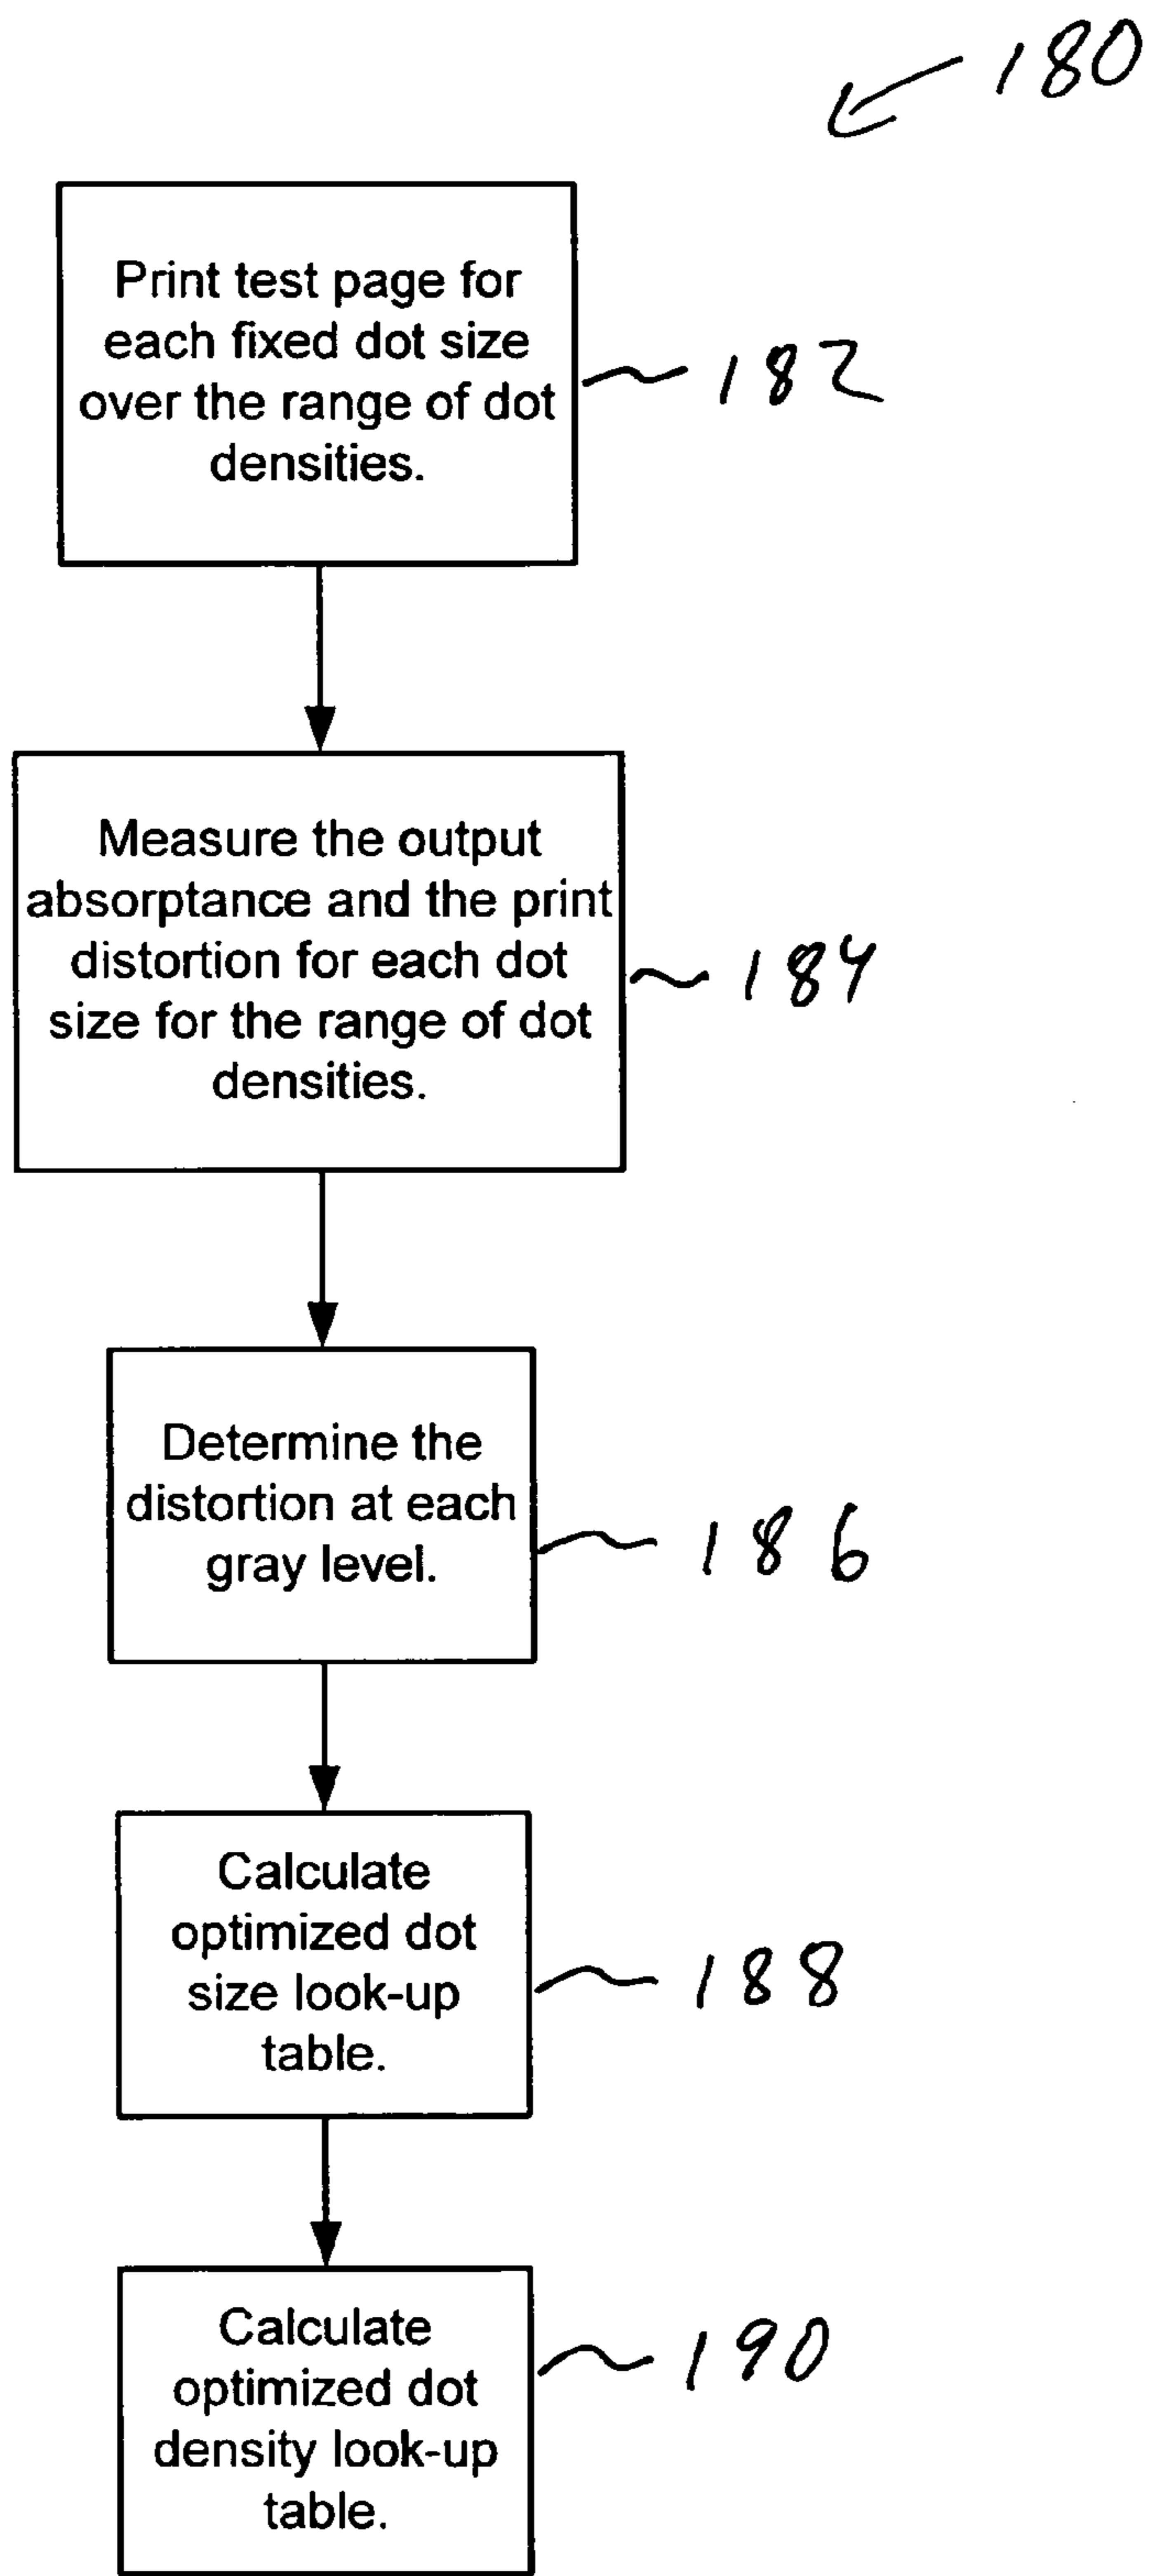 180
Print test page for
each fixed dot size
over the range of dot
densities.
182
Measure the output
absorptance and the print
distortion for each dot
size for the range of dot
densities.
184
Determine the
distortion at each
gray level.
186
Calculate
optimized dot
size look-up
table.
188
Calculate
optimized dot
density look-up
table.
190